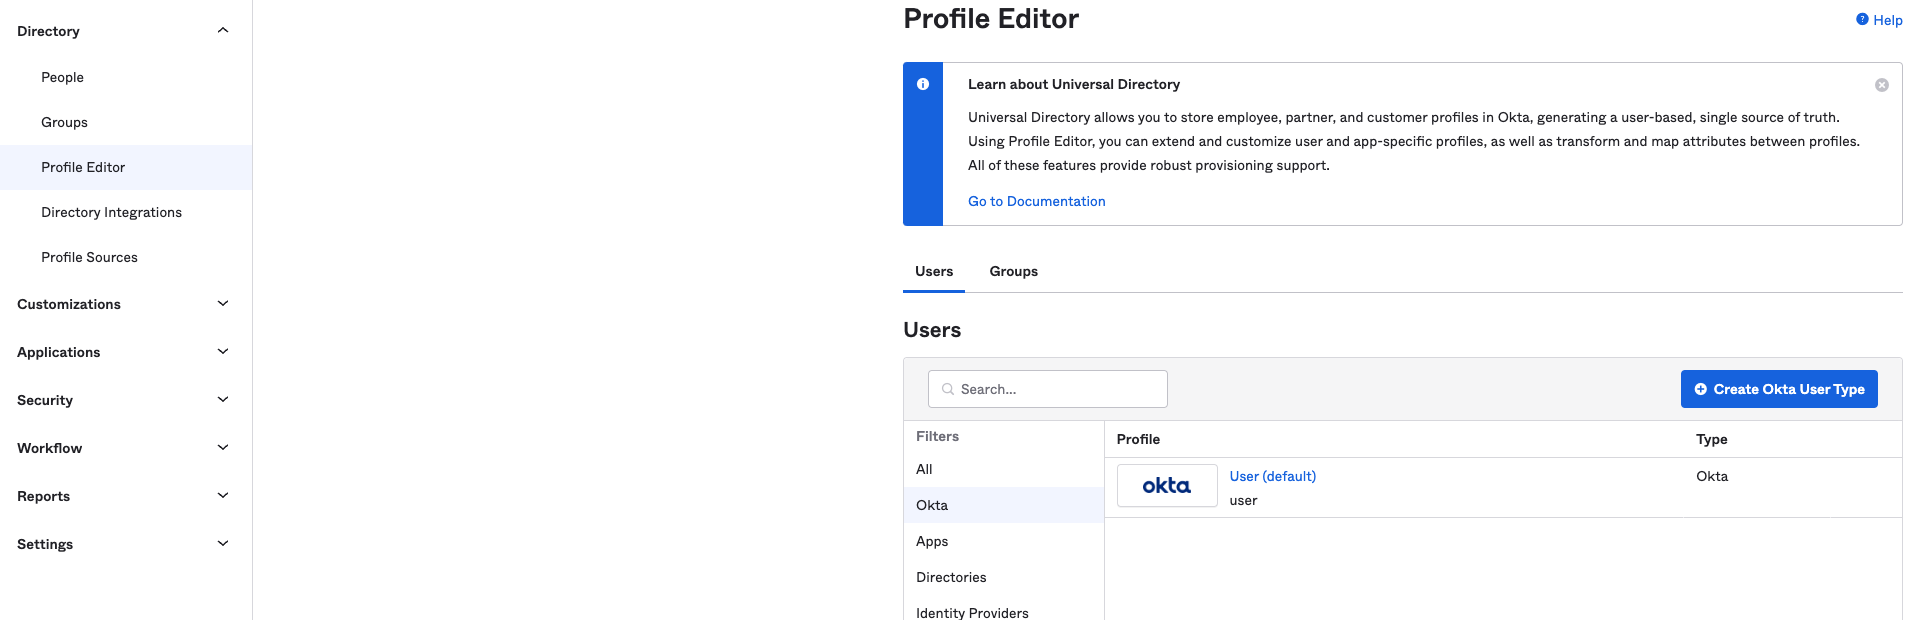 Directory
People
Groups
Profile Editor
Directory Integrations
Profile Sources
Customizations
Applications
Security
Workflow
Reports
Settings
Profile Editor
Help
Learn about Universal Directory
Universal Directory allows you to store employee, partner, and customer profiles in Okta, generating a user-based, single source of truth.
Using Profile Editor, you can extend and customize user and app-specific profiles, as well as transform and map attributes between profiles.
All of these features provide robust provisioning support.
Go to Documentation
Users Groups
Users
Search...
Create Okta User Type
Filters
All
Okta
Apps
Directories
Identity Providers
Profile Type
okta User (default) Okta
user